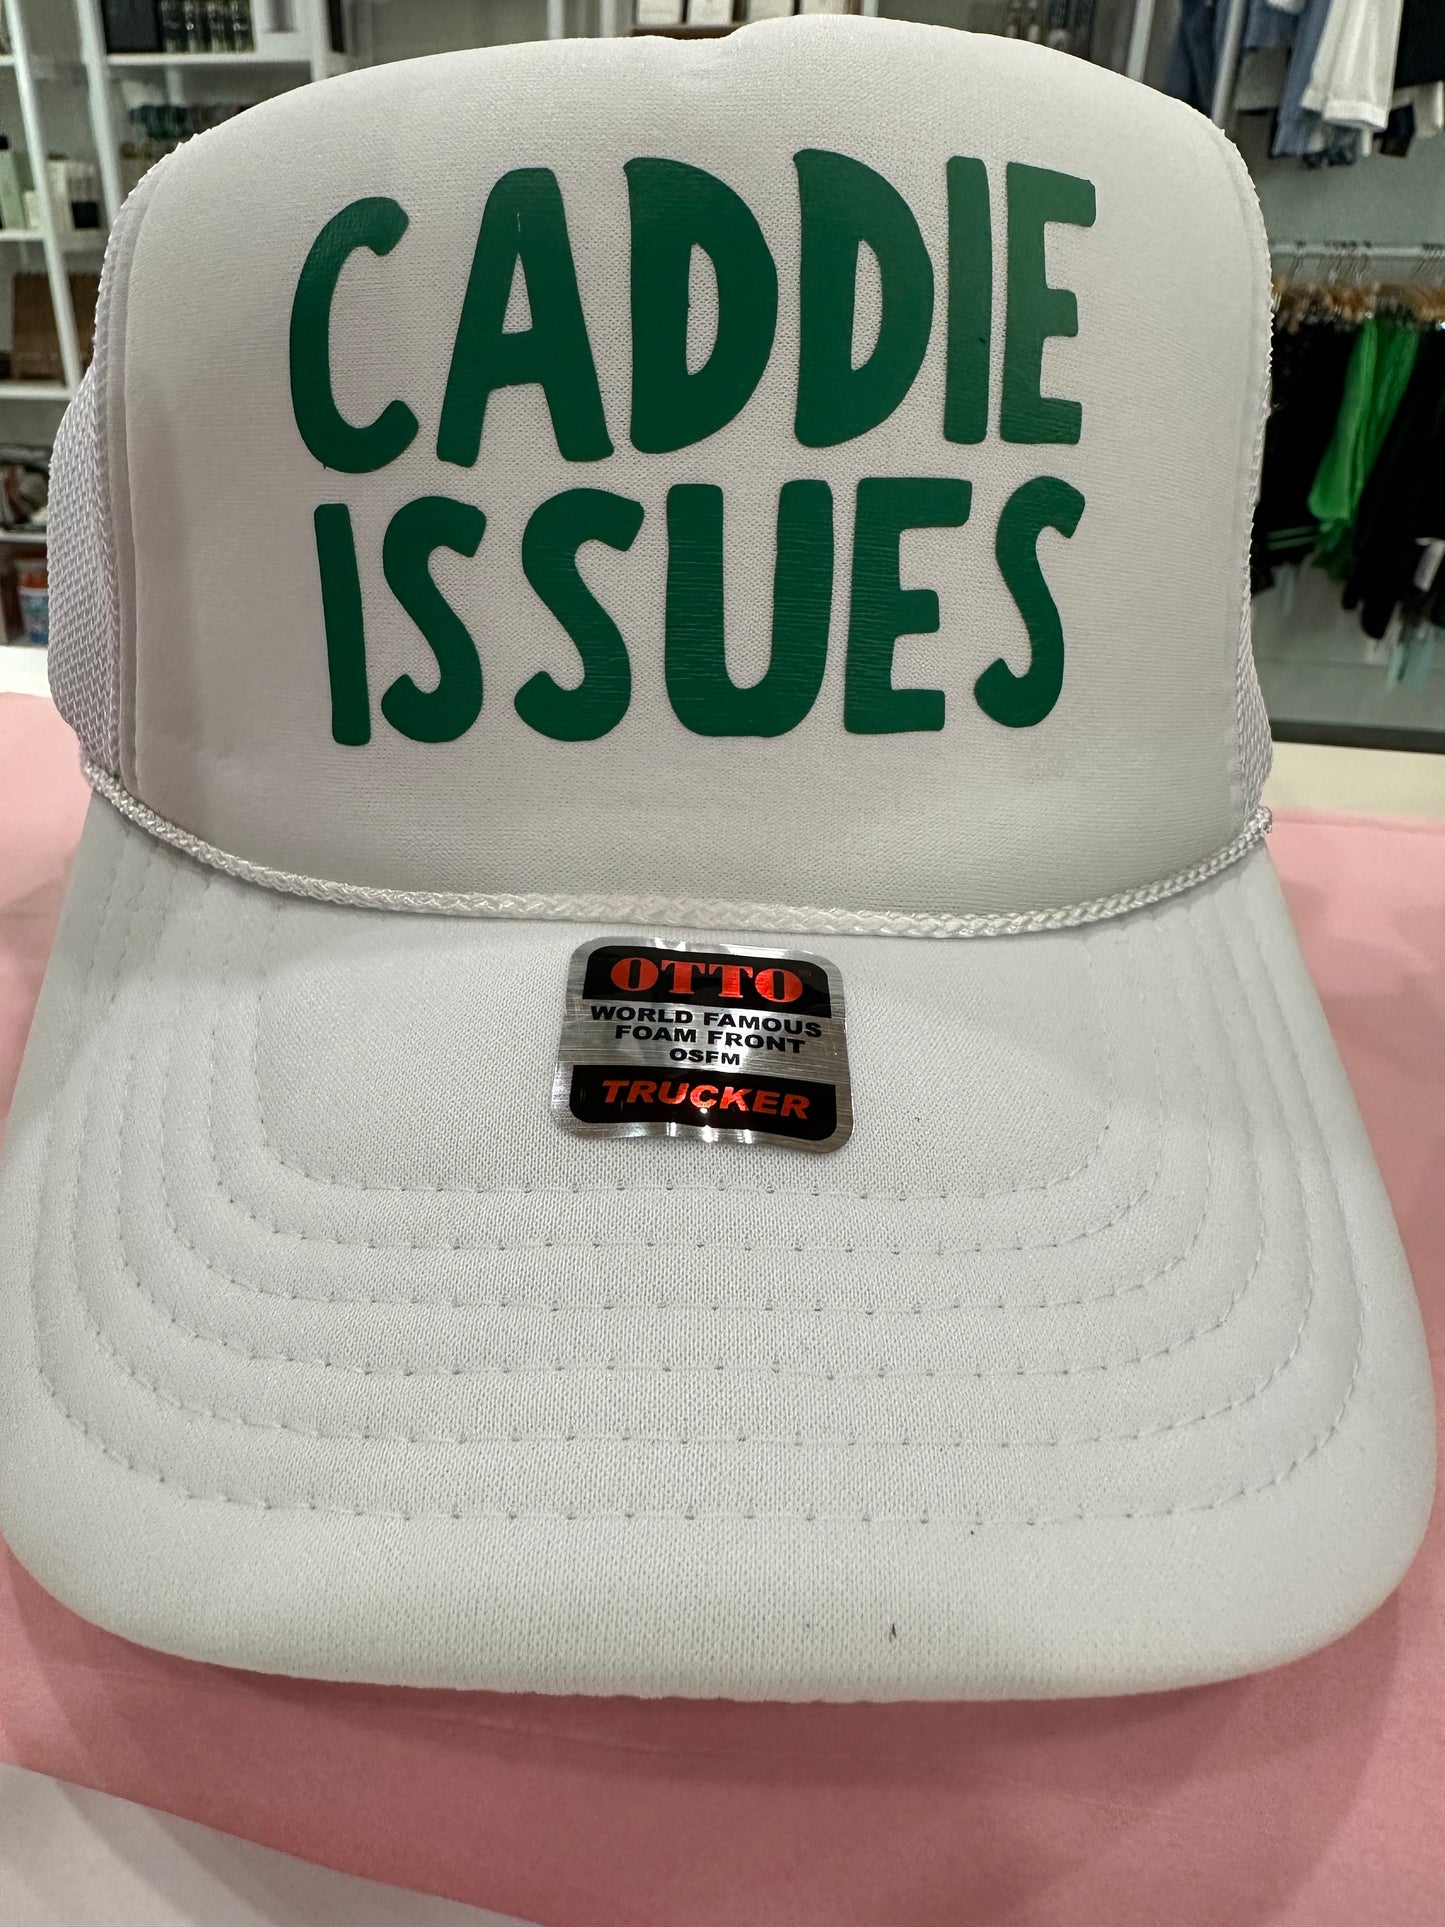 CADDIE
ISSUES
OTTO
WORLD FAMOUS
FOAM FRONT
OSFM
TRUCKER